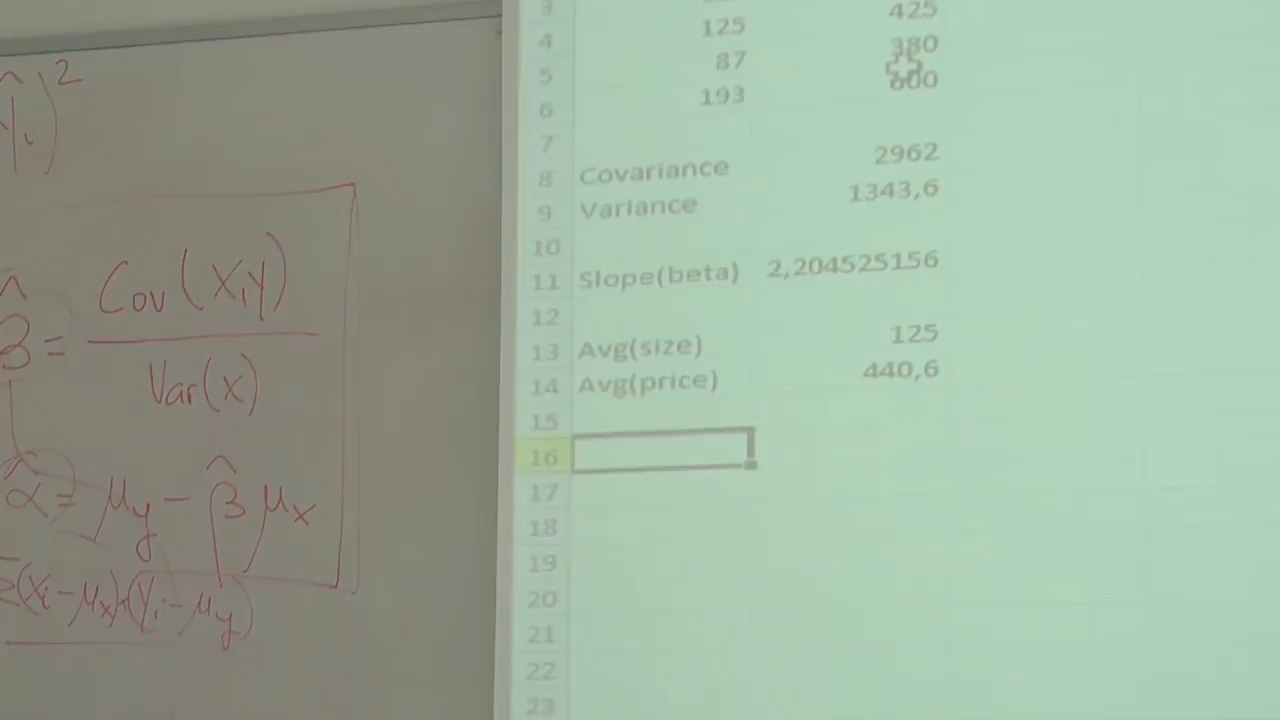 Ŷᵢ)²
β̂ = Cov(X,Y) / Var(X)
α̂ = μy − β̂ μx
Σ(Xi − μx)·(Yi − μy)
3 425
4 125 380
5 87 600
6 193
7
8 Covariance 2962
9 Variance 1343,6
10
11 Slope(beta) 2,204525156
12
13 Avg(size) 125
14 Avg(price) 440,6
15
16
17
18
19
20
21
22
23